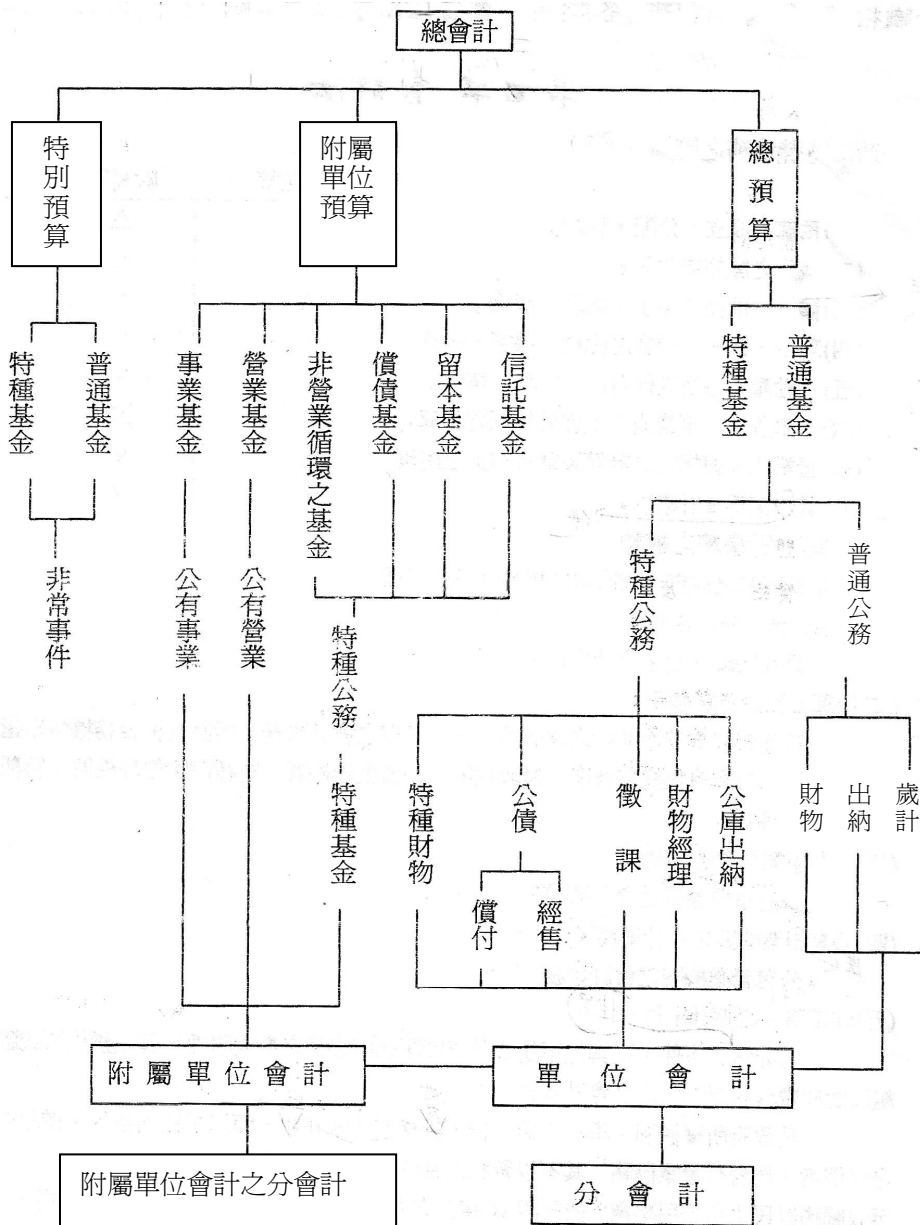 總會計
特別預算
附屬
單位
預算
總預算
特種基金
普通基金
事業基金
營業基金
非營業循環之基金
償債基金
留本基金
信託基金
特種基金
普通基金
非常事件
公有事業
公有營業
特種公務
特種公務
普通公務
特種基金
特種財物
公債
徵課
財物經理
公庫出納
財物
出納
歲計
償付
經售
附屬單位會計
單位會計
附屬單位會計之分會計
分會計